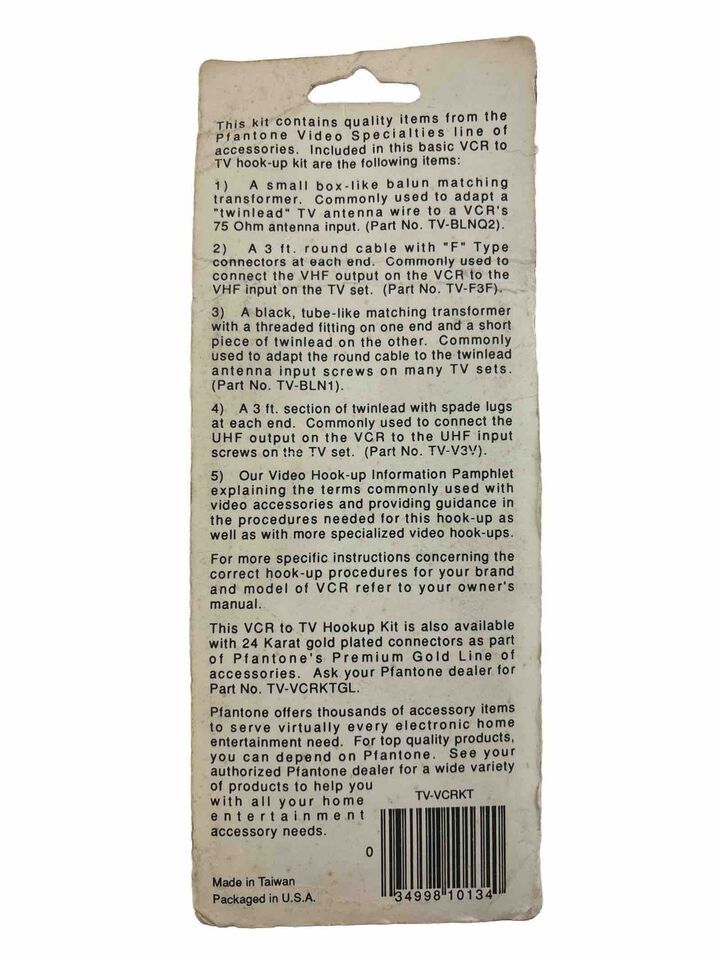 This kit contains quality items from the
Pfantone Video Specialties line of
accessories. Included in this basic VCR to
TV hook-up kit are the following items:
1) A small box-like balun matching
transformer. Commonly used to adapt a
"twinlead" TV antenna wire to a VCR's
75 Ohm antenna input. (Part No. TV-BLNQ2).
2) A 3 ft. round cable with "F" Type
connectors at each end. Commonly used to
connect the VHF output on the VCR to the
VHF input on the TV set. (Part No. TV-F3F).
3) A black, tube-like matching transformer
with a threaded fitting on one end and a short
piece of twinlead on the other. Commonly
used to adapt the round cable to the twinlead
antenna input screws on many TV sets.
(Part No. TV-BLN1).
4) A 3 ft. section of twinlead with spade lugs
at each end. Commonly used to connect the
UHF output on the VCR to the UHF input
screws on the TV set. (Part No. TV-V3V).
5) Our Video Hook-up Information Pamphlet
explaining the terms commonly used with
video accessories and providing guidance in
the procedures needed for this hook-up as
well as with more specialized video hook-ups.
For more specific instructions concerning the
correct hook-up procedures for your brand
and model of VCR refer to your owner's
manual.
This VCR to TV Hookup Kit is also available
with 24 Karat gold plated connectors as part
of Pfantone's Premium Gold Line of
accessories. Ask your Pfantone dealer for
Part No. TV-VCRKTGL.
Pfantone offers thousands of accessory items
to serve virtually every electronic home
entertainment need. For top quality products,
you can depend on Pfantone. See your
authorized Pfantone dealer for a wide variety
of products to help you
with all your home
entertainment
accessory needs.
TV-VCRKT
0 34998 10134
Made in Taiwan
Packaged in U.S.A.